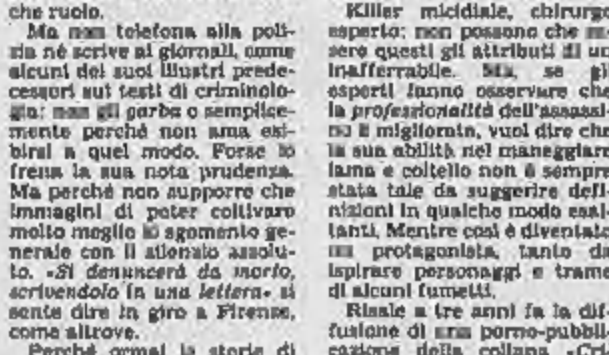 che ruolo.
Ma non telefona alla poli-
zia né scrive ai giornali, come
alcuni dei suoi illustri prede-
cessori sui testi di criminolo-
gia: non gli garba o semplice-
mente perché non ama esi-
birsi a quel modo. Forse lo
frena la sua nota prudenza.
Ma perché non supporre che
immagini di poter coltivare
molto meglio lo sgomento ge-
nerale con il silenzio assolu-
to. «Si denuncerà da morto,
scrivendolo in una lettera» si
sente dire in giro a Firenze,
come altrove.
Perché ormai la storia di
Killer micidiale, chirurgo
esperto: non possono che es-
sere questi gli attributi di un
inafferrabile. Ma, se gli
esperti fanno osservare che
la professionalità dell'assassi-
no è migliorata, vuol dire che
la sua abilità nel maneggiare
lama e coltello non è sempre
stata tale da suggerire defi-
nizioni in qualche modo esal-
tanti. Mentre così è diventato
un protagonista, tanto da
ispirare personaggi e trame
di alcuni fumetti.
Risale a tre anni fa la dif-
fusione di una porno-pubbli-
cazione della collana «Cri-